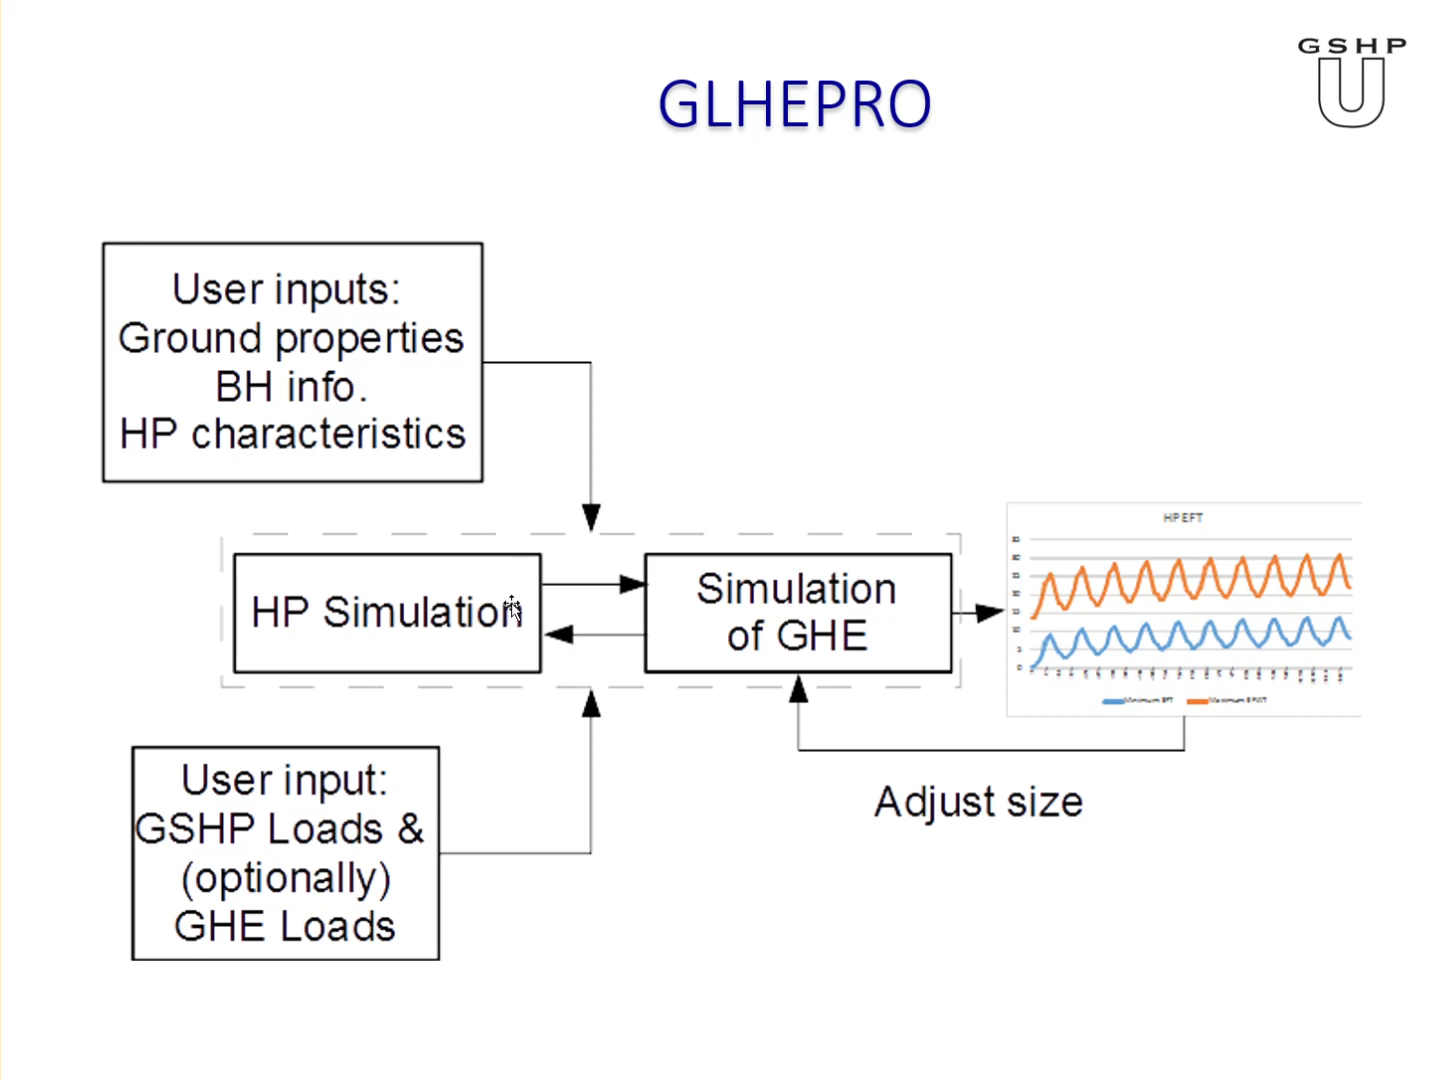 GSHP
U
GLHEPRO
User inputs:
Ground properties
BH info.
HP characteristics
HP Simulation
Simulation
of GHE
HP EFT
Adjust size
User input:
GSHP Loads &
(optionally)
GHE Loads